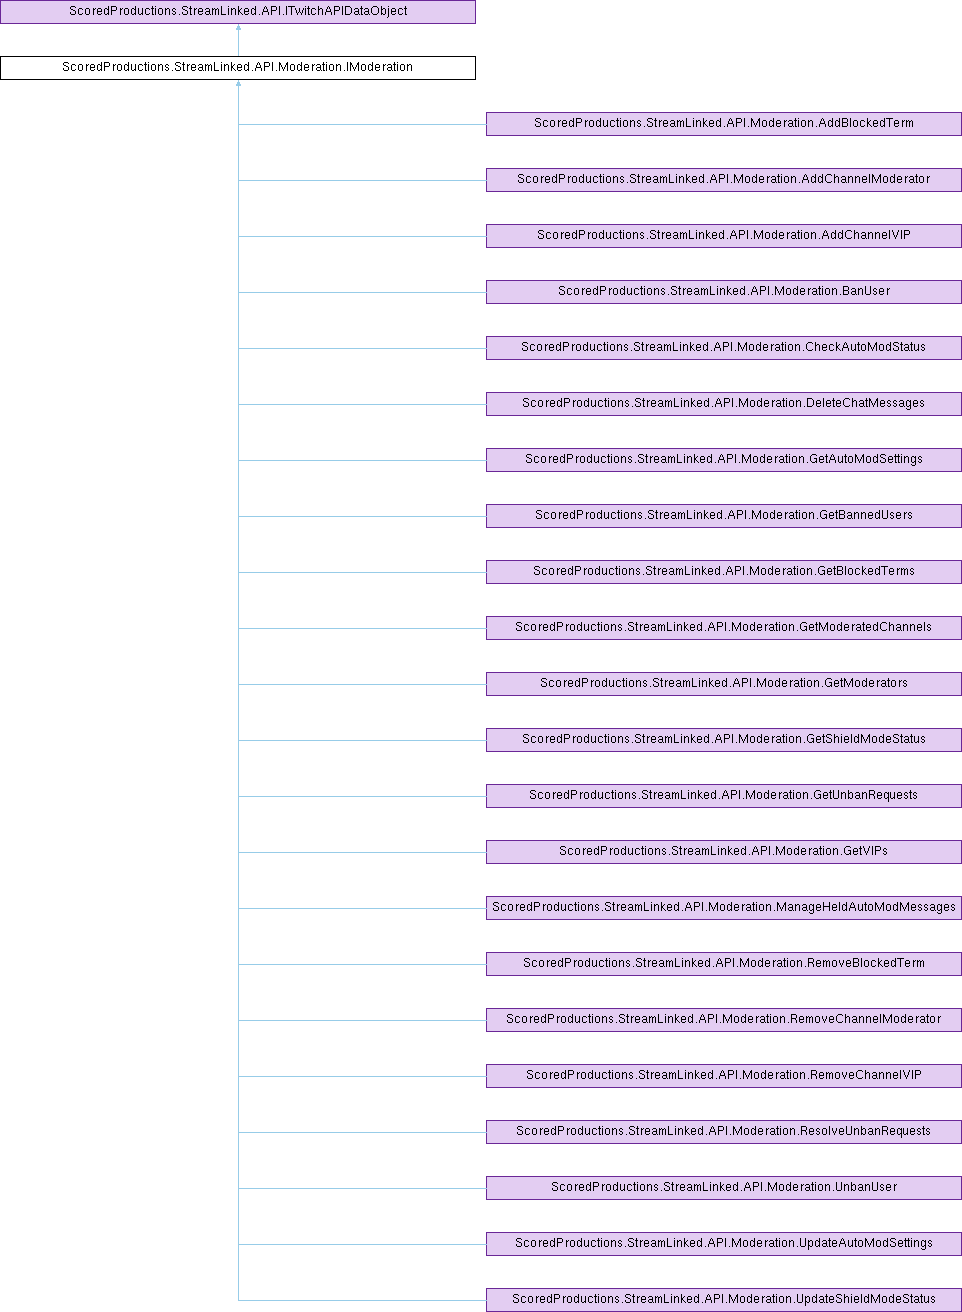 ScoredProductions.StreamLinked.API.ITwitchAPIDataObject
ScoredProductions.StreamLinked.API.Moderation.IModeration
ScoredProductions.StreamLinked.API.Moderation.AddBlockedTerm
ScoredProductions.StreamLinked.API.Moderation.AddChannelModerator
ScoredProductions.StreamLinked.API.Moderation.AddChannelVIP
ScoredProductions.StreamLinked.API.Moderation.BanUser
ScoredProductions.StreamLinked.API.Moderation.CheckAutoModStatus
ScoredProductions.StreamLinked.API.Moderation.DeleteChatMessages
ScoredProductions.StreamLinked.API.Moderation.GetAutoModSettings
ScoredProductions.StreamLinked.API.Moderation.GetBannedUsers
ScoredProductions.StreamLinked.API.Moderation.GetBlockedTerms
ScoredProductions.StreamLinked.API.Moderation.GetModeratedChannels
ScoredProductions.StreamLinked.API.Moderation.GetModerators
ScoredProductions.StreamLinked.API.Moderation.GetShieldModeStatus
ScoredProductions.StreamLinked.API.Moderation.GetUnbanRequests
ScoredProductions.StreamLinked.API.Moderation.GetVIPs
ScoredProductions.StreamLinked.API.Moderation.ManageHeldAutoModMessages
ScoredProductions.StreamLinked.API.Moderation.RemoveBlockedTerm
ScoredProductions.StreamLinked.API.Moderation.RemoveChannelModerator
ScoredProductions.StreamLinked.API.Moderation.RemoveChannelVIP
ScoredProductions.StreamLinked.API.Moderation.ResolveUnbanRequests
ScoredProductions.StreamLinked.API.Moderation.UnbanUser
ScoredProductions.StreamLinked.API.Moderation.UpdateAutoModSettings
ScoredProductions.StreamLinked.API.Moderation.UpdateShieldModeStatus